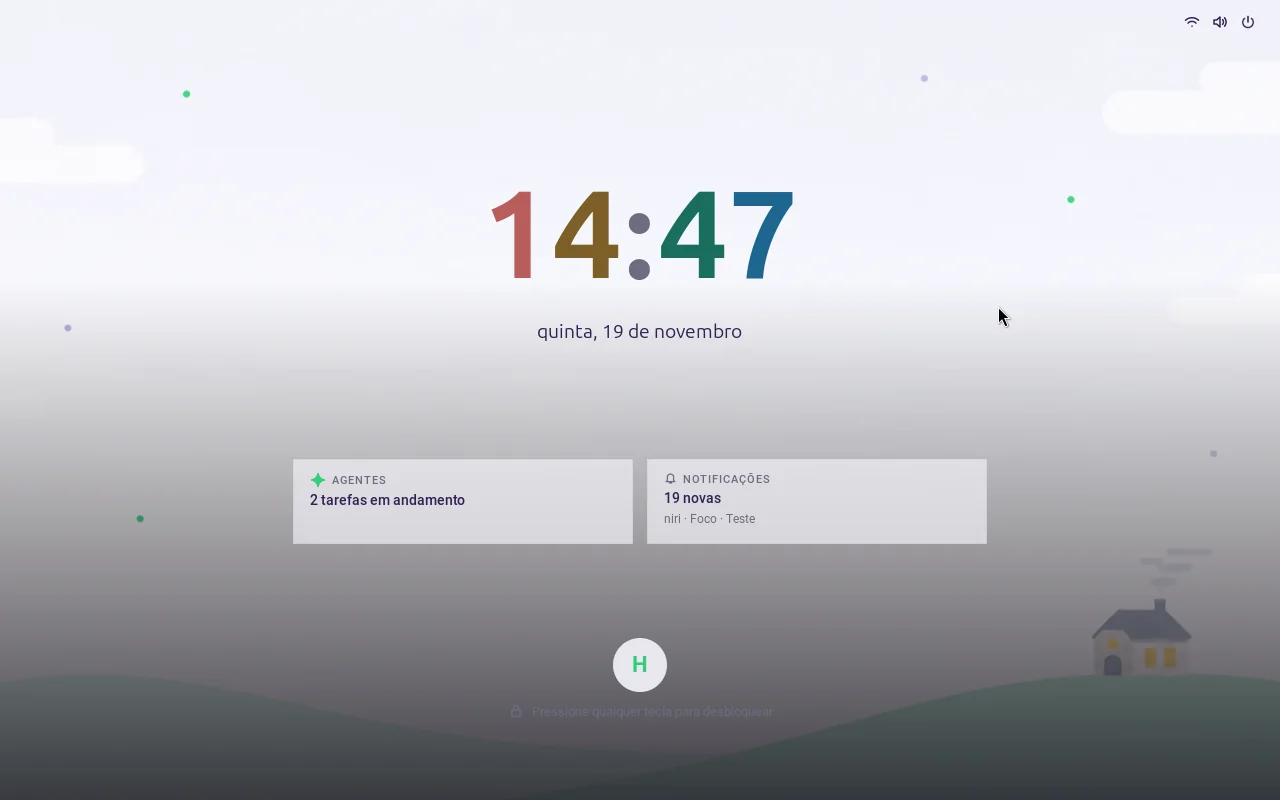 14:47
quinta, 19 de novembro
AGENTES
2 tarefas em andamento
NOTIFICAÇÕES
19 novas
niri · Foco · Teste
H
Pressione qualquer tecla para desbloquear